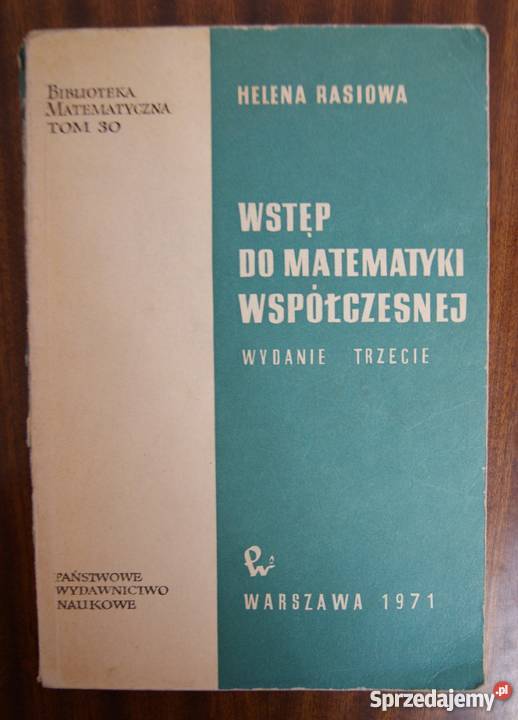 BIBLIOTEKA
MATEMATYCZNA
TOM 30
HELENA RASIOWA
WSTĘP
DO MATEMATYKI
WSPÓŁCZESNEJ
WYDANIE TRZECIE
PAŃSTWOWE
WYDAWNICTWO
NAUKOWE
WARSZAWA 1971
Sprzedajemy.pl